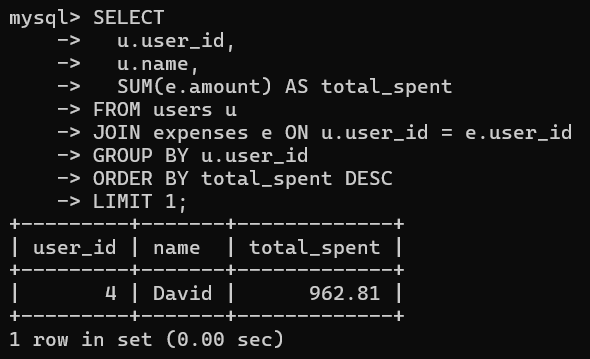 mysql> SELECT
    ->   u.user_id,
    ->   u.name,
    ->   SUM(e.amount) AS total_spent
    -> FROM users u
    -> JOIN expenses e ON u.user_id = e.user_id
    -> GROUP BY u.user_id
    -> ORDER BY total_spent DESC
    -> LIMIT 1;
+---------+-------+-------------+
| user_id | name  | total_spent |
+---------+-------+-------------+
|       4 | David |      962.81 |
+---------+-------+-------------+
1 row in set (0.00 sec)